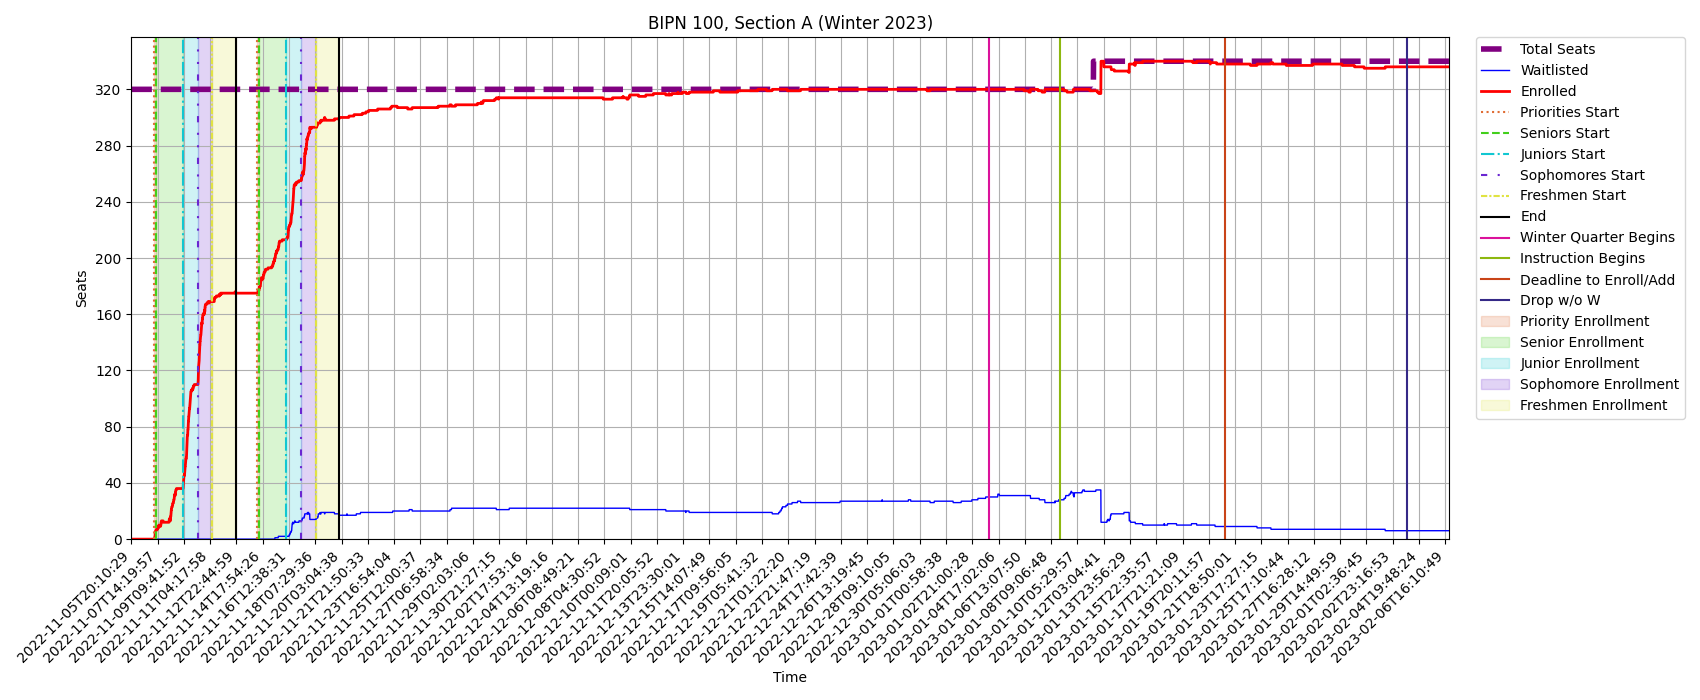 BIPN 100, Section A (Winter 2023)
Seats
320
280
240
200
160
120
80
40
0
2022-11-05T20:10:29
2022-11-07T14:19:57
2022-11-09T09:41:52
2022-11-11T04:17:58
2022-11-12T22:44:59
2022-11-14T17:54:26
2022-11-16T12:38:31
2022-11-18T07:29:36
2022-11-20T03:04:38
2022-11-21T21:50:33
2022-11-23T16:54:04
2022-11-25T12:00:37
2022-11-27T06:58:34
2022-11-29T02:03:06
2022-11-30T21:27:15
2022-12-02T17:53:16
2022-12-04T13:19:16
2022-12-06T08:49:21
2022-12-08T04:30:52
2022-12-10T00:09:01
2022-12-11T20:05:52
2022-12-13T23:30:01
2022-12-15T14:07:49
2022-12-17T09:56:05
2022-12-19T05:41:32
2022-12-21T01:22:20
2022-12-22T21:47:19
2022-12-24T17:42:39
2022-12-26T13:19:45
2022-12-28T09:10:05
2022-12-30T05:06:03
2023-01-01T00:58:38
2023-01-02T21:00:28
2023-01-04T17:02:06
2023-01-06T13:07:50
2023-01-08T09:06:48
2023-01-10T05:29:57
2023-01-12T03:04:41
2023-01-13T23:56:29
2023-01-15T22:35:57
2023-01-17T21:21:09
2023-01-19T20:11:57
2023-01-21T18:50:01
2023-01-23T17:27:15
2023-01-25T17:10:44
2023-01-27T16:28:12
2023-01-29T14:49:59
2023-02-01T02:36:45
2023-02-02T23:16:53
2023-02-04T19:48:24
2023-02-06T16:10:49
Time
Total Seats
Waitlisted
Enrolled
Priorities Start
Seniors Start
Juniors Start
Sophomores Start
Freshmen Start
End
Winter Quarter Begins
Instruction Begins
Deadline to Enroll/Add
Drop w/o W
Priority Enrollment
Senior Enrollment
Junior Enrollment
Sophomore Enrollment
Freshmen Enrollment